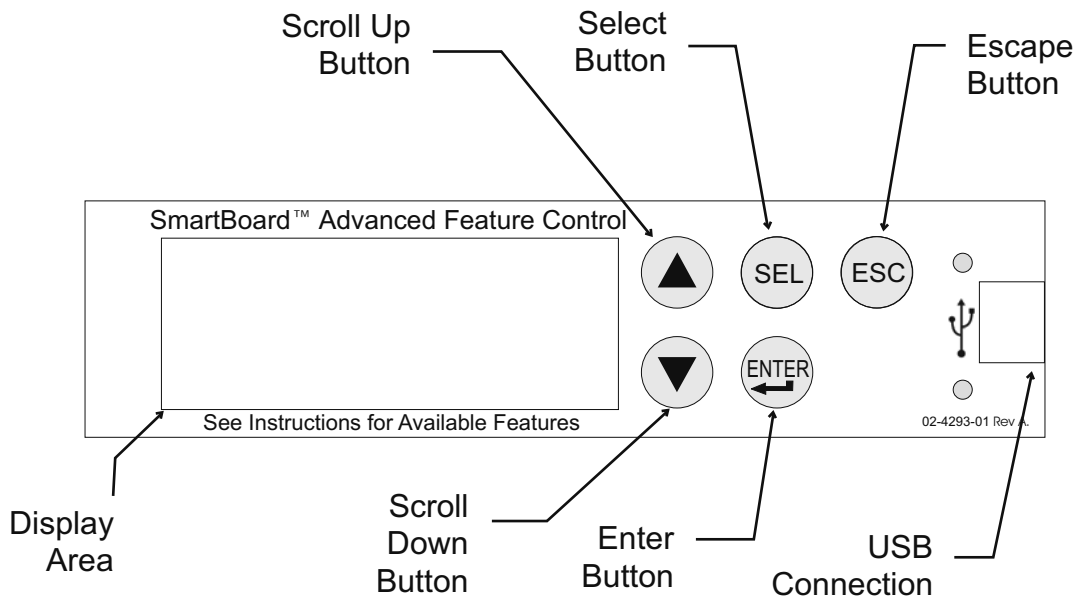 Scroll Up
Button
Select
Button
Escape
Button
SmartBoard™ Advanced Feature Control
SEL
ESC
ENTER
See Instructions for Available Features
02-4293-01 Rev A.
Display
Area
Scroll
Down
Button
Enter
Button
USB
Connection